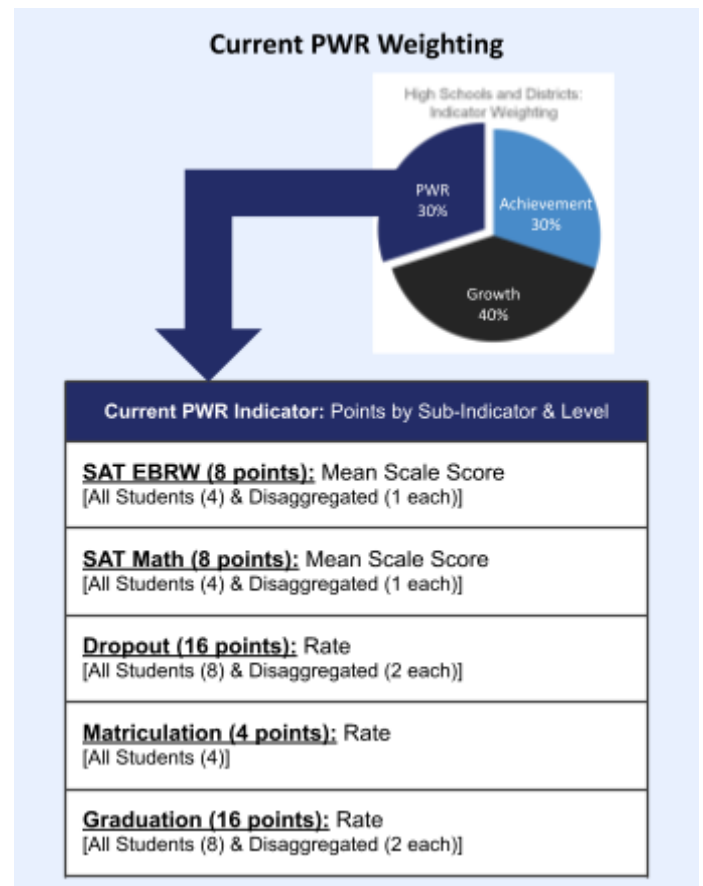 Current PWR Weighting
High Schools and Districts:
Indicator Weighting
PWR
30%
Achievement
30%
Growth
40%
Current PWR Indicator: Points by Sub-Indicator & Level
SAT EBRW (8 points): Mean Scale Score
[All Students (4) & Disaggregated (1 each)]
SAT Math (8 points): Mean Scale Score
[All Students (4) & Disaggregated (1 each)]
Dropout (16 points): Rate
[All Students (8) & Disaggregated (2 each)]
Matriculation (4 points): Rate
[All Students (4)]
Graduation (16 points): Rate
[All Students (8) & Disaggregated (2 each)]